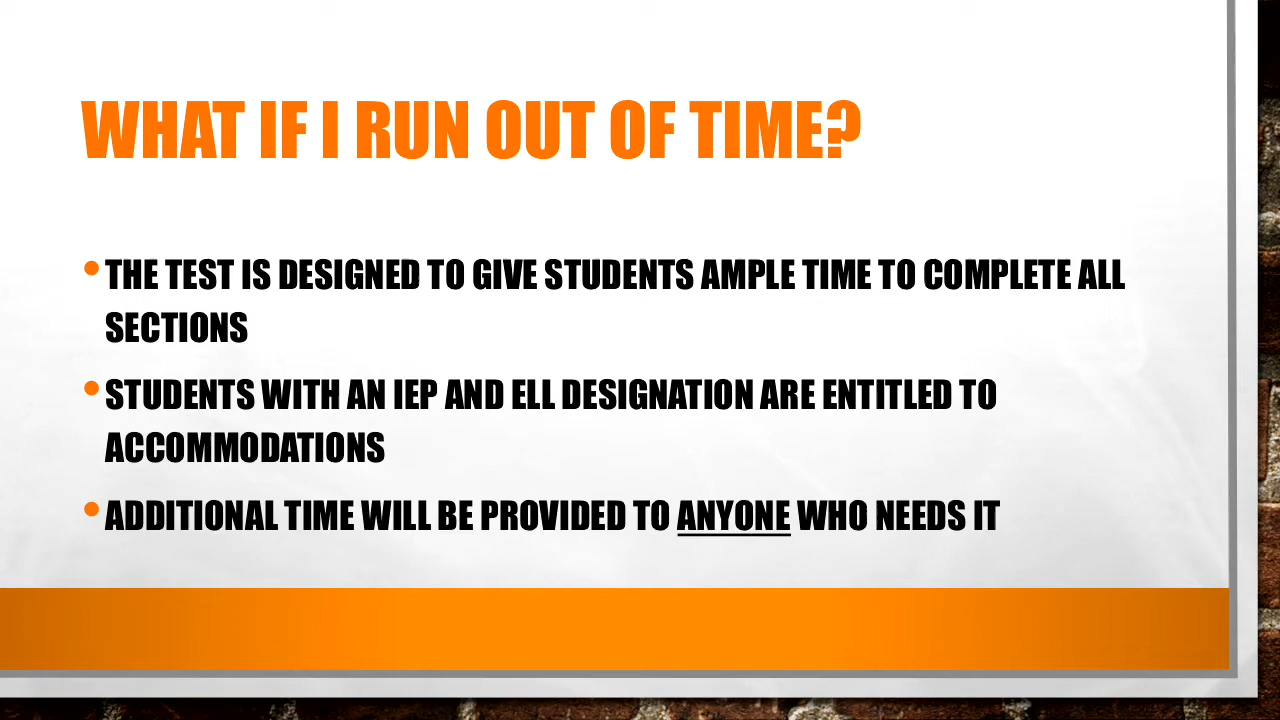 WHAT IF I RUN OUT OF TIME?
•THE TEST IS DESIGNED TO GIVE STUDENTS AMPLE TIME TO COMPLETE ALL
SECTIONS
•STUDENTS WITH AN IEP AND ELL DESIGNATION ARE ENTITLED TO
ACCOMMODATIONS
•ADDITIONAL TIME WILL BE PROVIDED TO ANYONE WHO NEEDS IT